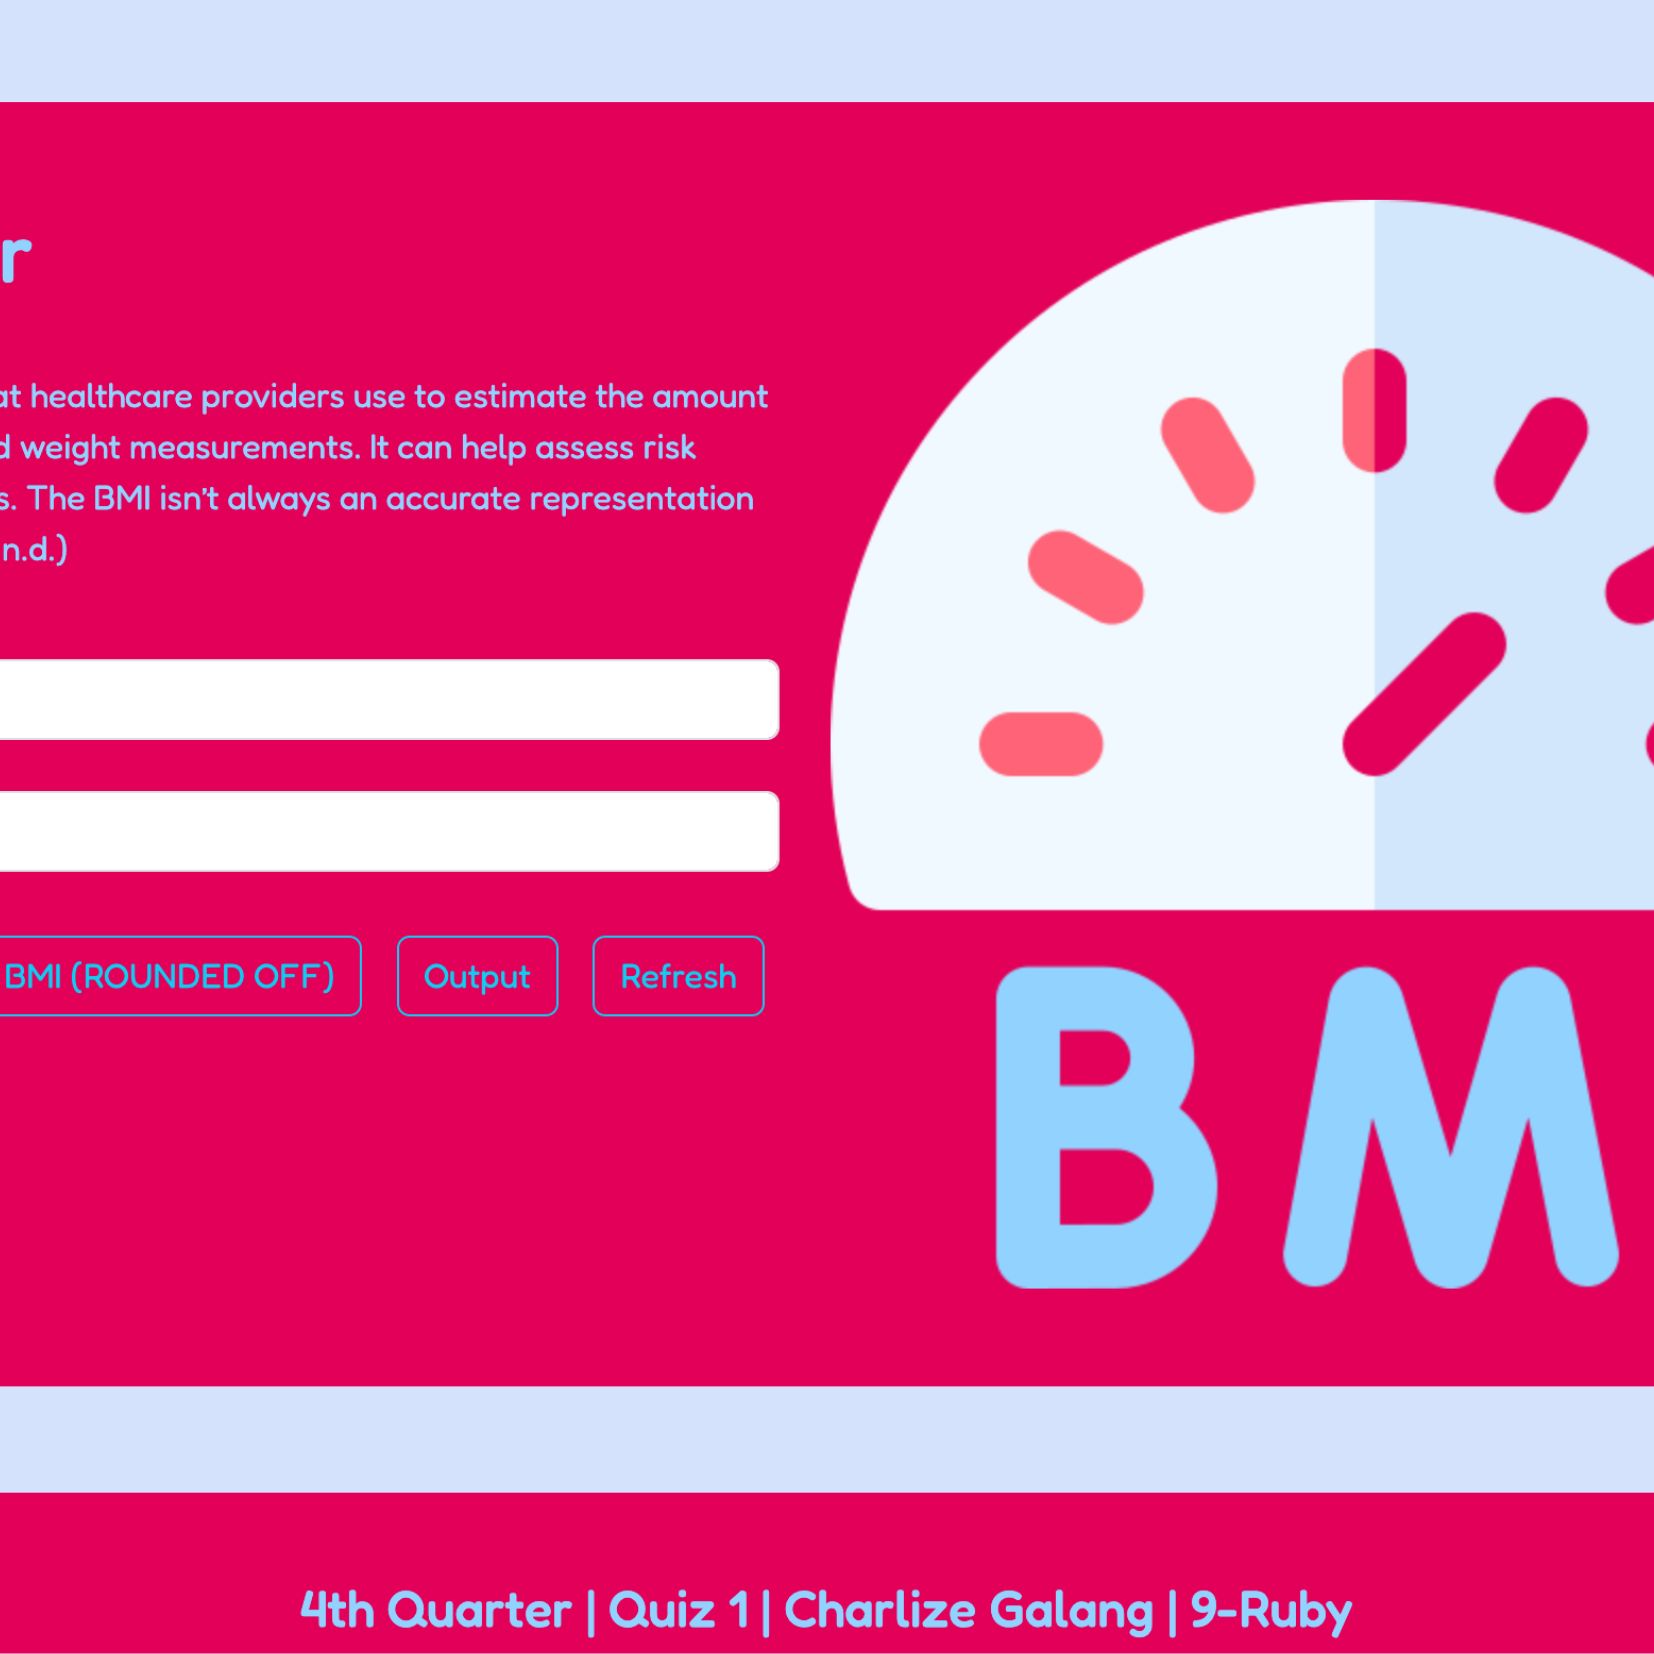 r
at healthcare providers use to estimate the amount
d weight measurements. It can help assess risk
s. The BMI isn't always an accurate representation
n.d.)
BMI (ROUNDED OFF)
Output
Refresh
BM
4th Quarter | Quiz 1 | Charlize Galang | 9-Ruby